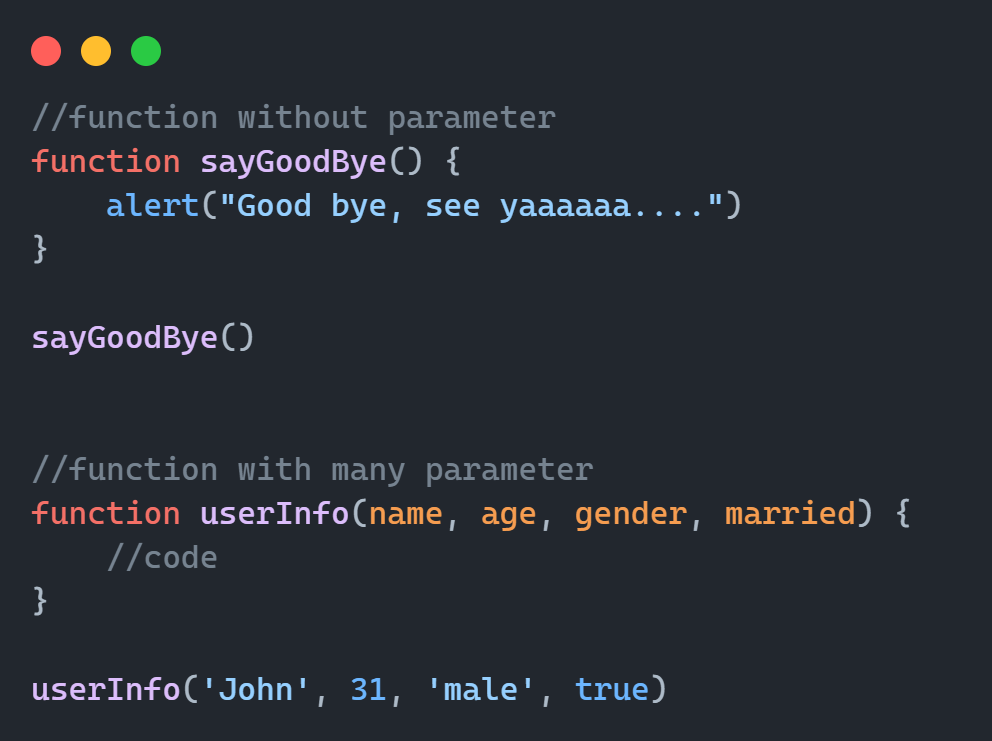 //function without parameter
function sayGoodBye() {
    alert("Good bye, see yaaaaaa....")
}
sayGoodBye()
//function with many parameter
function userInfo(name, age, gender, married) {
    //code
}
userInfo('John', 31, 'male', true)